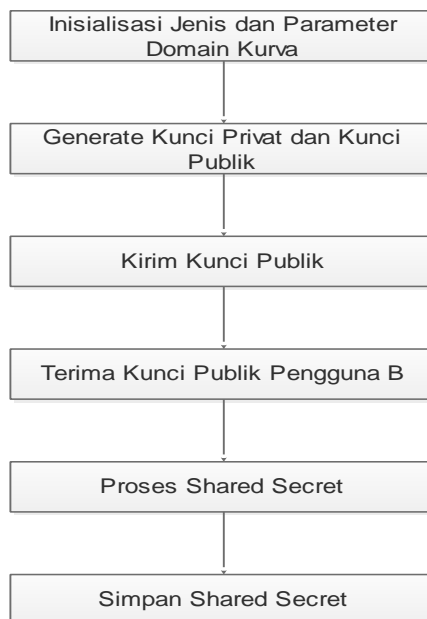 Inisialisasi Jenis dan Parameter
Domain Kurva
Generate Kunci Privat dan Kunci
Publik
Kirim Kunci Publik
Terima Kunci Publik Pengguna B
Proses Shared Secret
Simpan Shared Secret